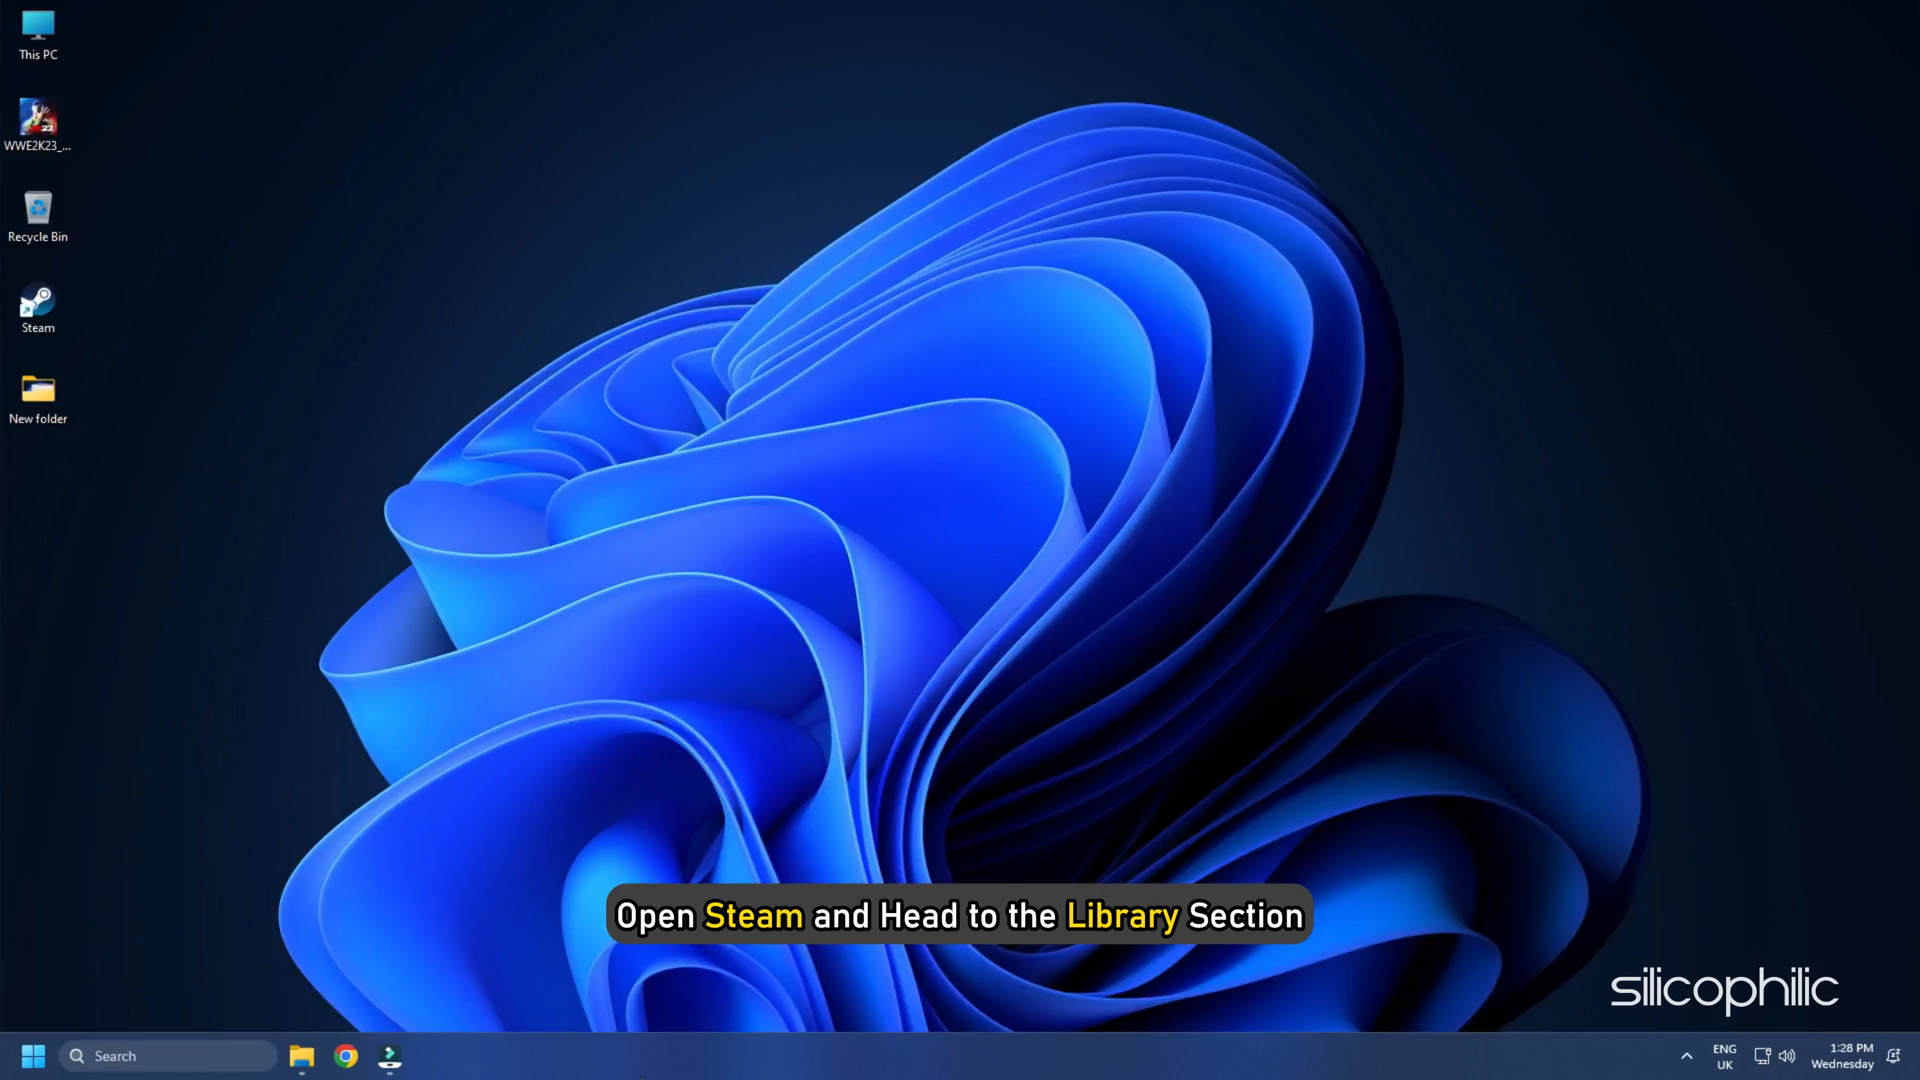 This PC
WWE2K23_...
Recycle Bin
Steam
New folder
Open Steam and Head to the Library Section
silicophilic
Search
ENG
UK
1:28 PM
Wednesday